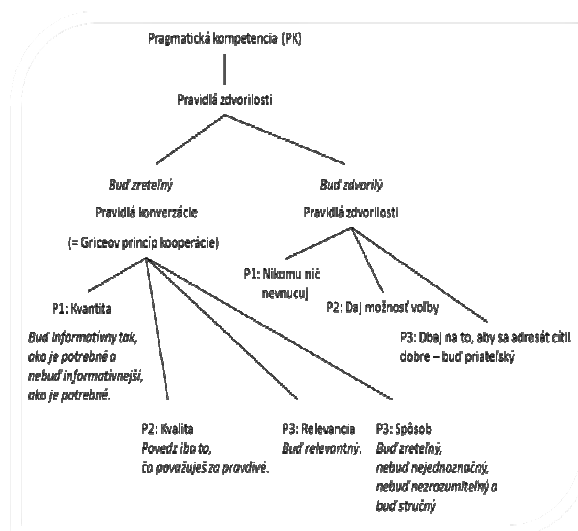 Pragmatická kompetencia (PK)
Pravidlá zdvorilosti
Buď zreteľný
Pravidlá konverzácie
(= Griceov princíp kooperácie)
Buď zdvorilý
Pravidlá zdvorilosti
P1: Nikomu nič
nevnucuj
P2: Daj možnosť voľby
P3: Dbaj na to, aby sa adresát cítil
dobre – buď priateľský
P1: Kvantita
Buď informatívny tak,
ako je potrebné a
nebuď informatívnejší,
ako je potrebné.
P2: Kvalita
Povedz iba to,
čo považuješ za pravdivé.
P3: Relevancia
Buď relevantný.
P3: Spôsob
Buď zreteľný,
nebuď nejednoznačný,
nebuď nezrozumiteľný a
buď stručný